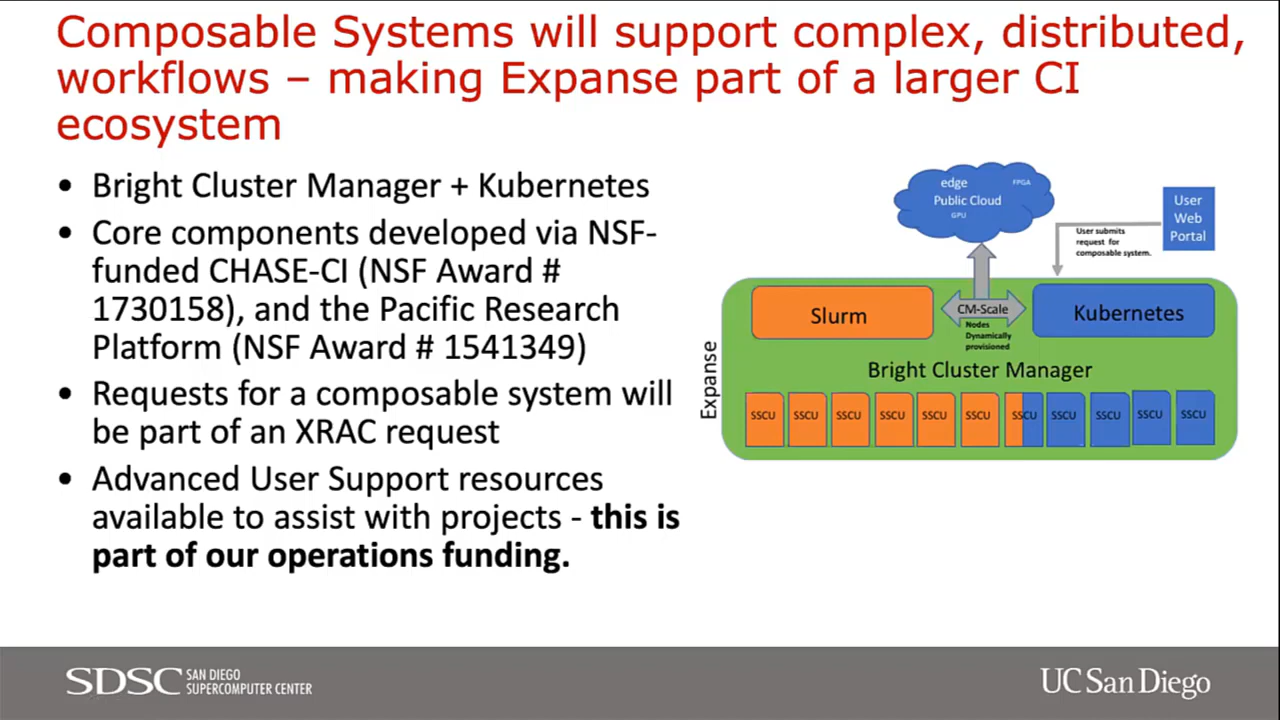 Composable Systems will support complex, distributed,
workflows – making Expanse part of a larger CI
ecosystem
• Bright Cluster Manager + Kubernetes
• Core components developed via NSF-
funded CHASE-CI (NSF Award #
1730158), and the Pacific Research
Platform (NSF Award # 1541349)
• Requests for a composable system will
be part of an XRAC request
• Advanced User Support resources
available to assist with projects - this is
part of our operations funding.
edge
FPGA
Public Cloud
GPU
User
Web
Portal
User submits
request for
composable system.
Slurm
CM-Scale
Nodes
Dynamically
provisioned
Kubernetes
Bright Cluster Manager
Expanse
SSCU SSCU SSCU SSCU SSCU SSCU SSCU SSCU SSCU SSCU SSCU
SDSC
SAN DIEGO
SUPERCOMPUTER CENTER
UC San Diego